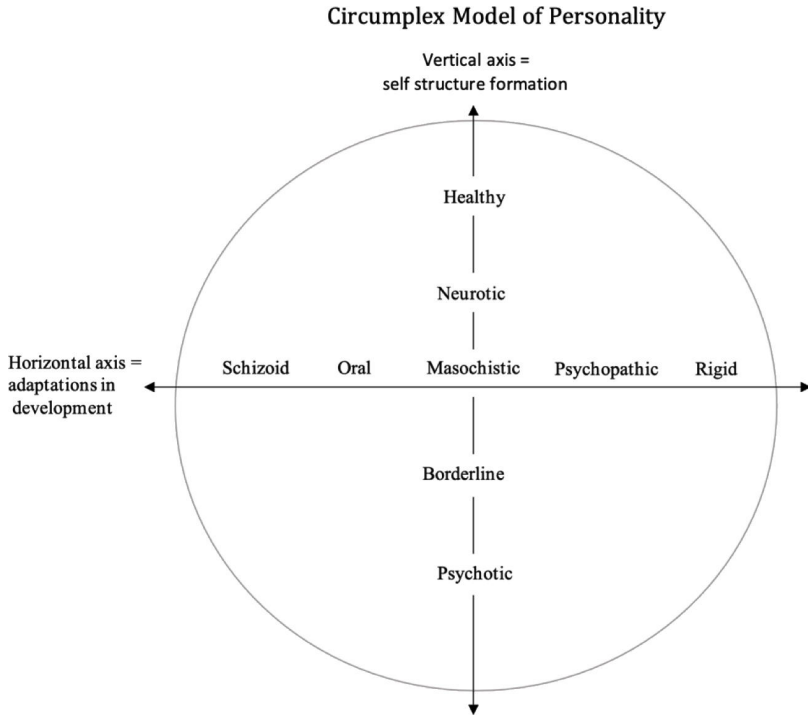 Circumplex Model of Personality
Vertical axis =
self structure formation
Healthy
Neurotic
Horizontal axis =
adaptations in
development
Schizoid Oral Masochistic Psychopathic Rigid
Borderline
Psychotic